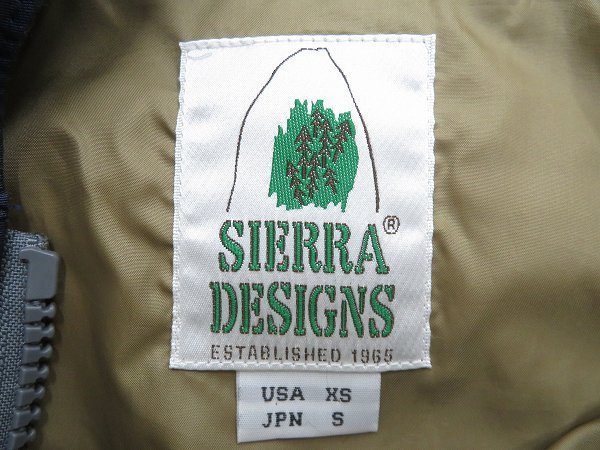 SIERRA®
DESIGNS
ESTABLISHED 1965
USA XS
JPN S